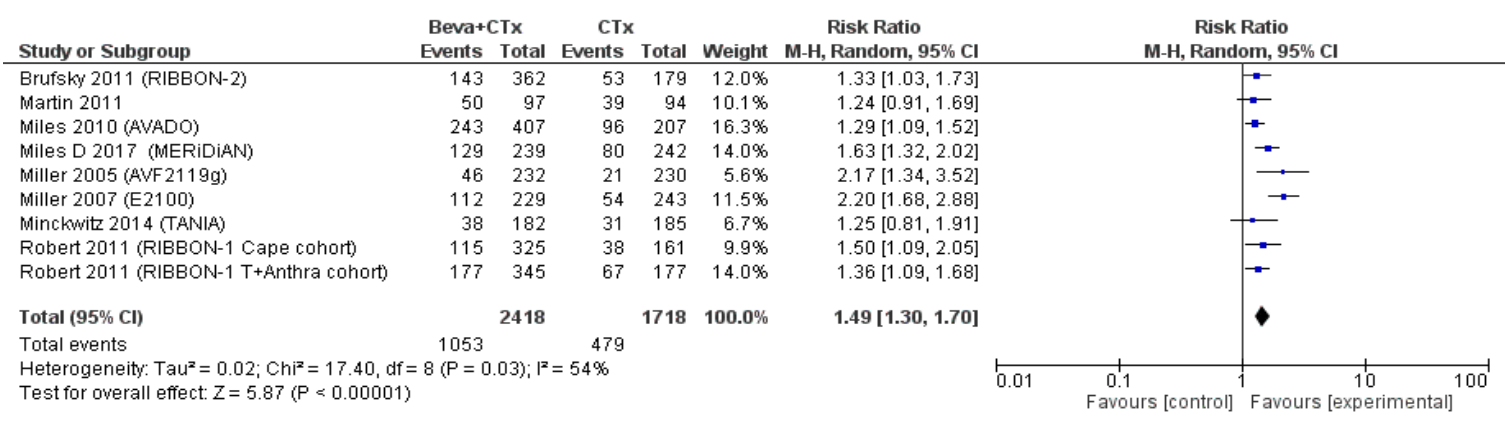 Beva+CTx CTx Risk Ratio Risk Ratio
Study or Subgroup Events Total Events Total Weight M-H, Random, 95% CI M-H, Random, 95% CI
Brufsky 2011 (RIBBON-2) 143 362 53 179 12.0% 1.33 [1.03, 1.73]
Martin 2011 50 97 39 94 10.1% 1.24 [0.91, 1.69]
Miles 2010 (AVADO) 243 407 96 207 16.3% 1.29 [1.09, 1.52]
Miles D 2017 (MERiDiAN) 129 239 80 242 14.0% 1.63 [1.32, 2.02]
Miller 2005 (AVF2119g) 46 232 21 230 5.6% 2.17 [1.34, 3.52]
Miller 2007 (E2100) 112 229 54 243 11.5% 2.20 [1.68, 2.88]
Minckwitz 2014 (TANIA) 38 182 31 185 6.7% 1.25 [0.81, 1.91]
Robert 2011 (RIBBON-1 Cape cohort) 115 325 38 161 9.9% 1.50 [1.09, 2.05]
Robert 2011 (RIBBON-1 T+Anthra cohort) 177 345 67 177 14.0% 1.36 [1.09, 1.68]
Total (95% CI) 2418 1718 100.0% 1.49 [1.30, 1.70]
Total events 1053 479
Heterogeneity: Tau² = 0.02; Chi² = 17.40, df = 8 (P = 0.03); I² = 54%
Test for overall effect: Z = 5.87 (P < 0.00001)
0.01 0.1 1 10 100
Favours [control] Favours [experimental]